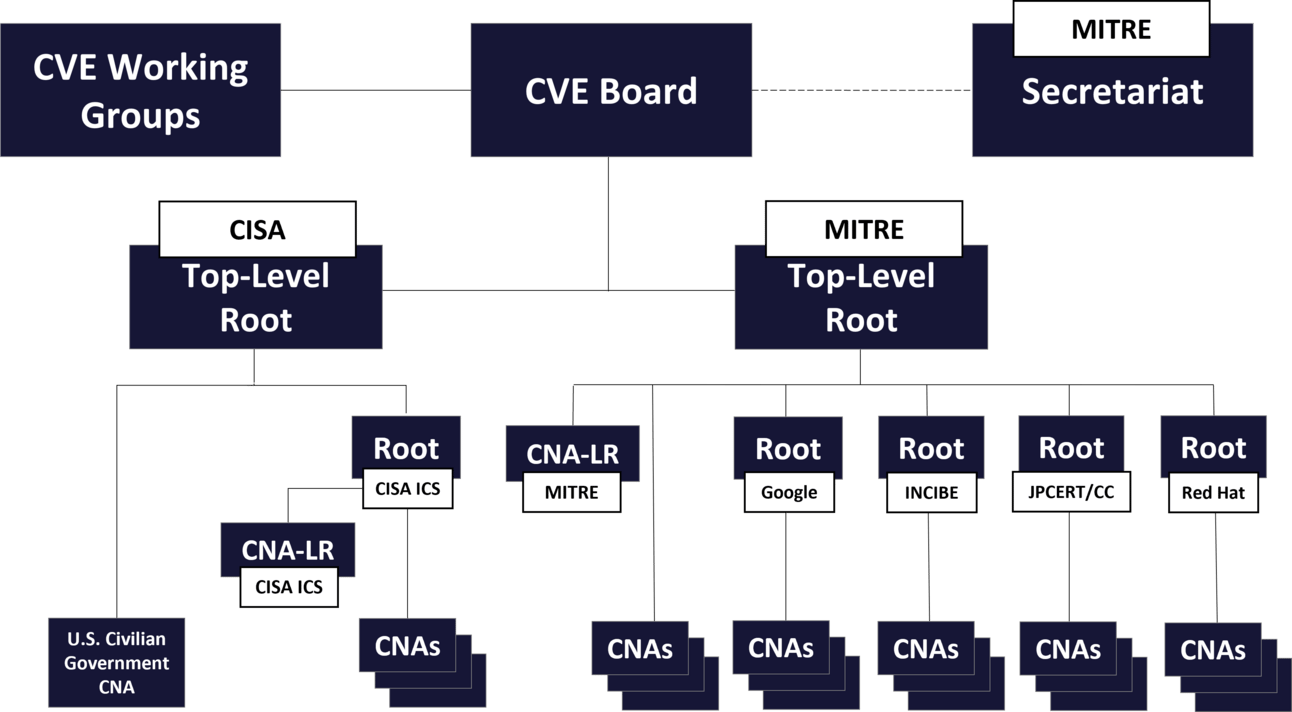 CVE Working
Groups
CVE Board
MITRE
Secretariat
CISA
Top-Level
Root
MITRE
Top-Level
Root
Root
CISA ICS
CNA-LR
CISA ICS
U.S. Civilian
Government
CNA
CNAs
CNA-LR
MITRE
CNAs
Root
Google
CNAs
Root
INCIBE
CNAs
Root
JPCERT/CC
CNAs
Root
Red Hat
CNAs